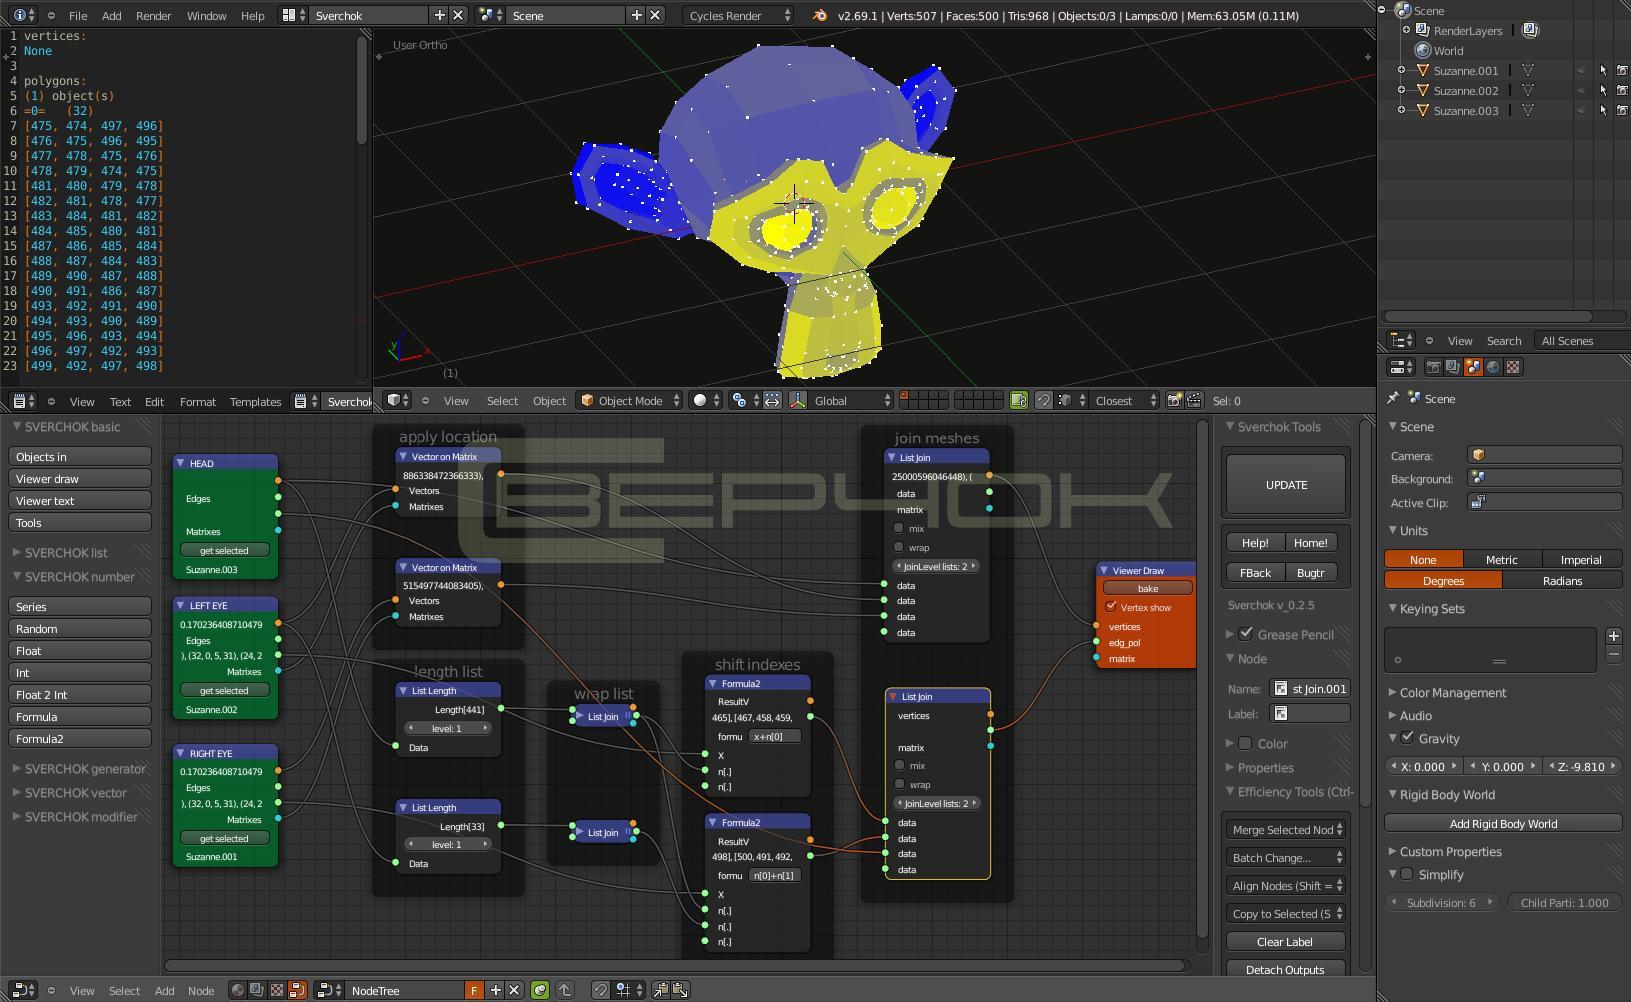 File Add Render Window Help Sverchok Scene Cycles Render v2.69.1 | Verts:507 | Faces:500 | Tris:968 | Objects:0/3 | Lamps:0/0 | Mem:63.05M (0.11M)
1 vertices:
2 None
3
4 polygons:
5 (1) object(s)
6 =0= (32)
7 [475, 474, 497, 496]
8 [476, 475, 496, 495]
9 [477, 478, 475, 476]
10 [478, 479, 474, 475]
11 [481, 480, 479, 478]
12 [482, 481, 478, 477]
13 [483, 484, 481, 482]
14 [484, 485, 480, 481]
15 [487, 486, 485, 484]
16 [488, 487, 484, 483]
17 [489, 490, 487, 488]
18 [490, 491, 486, 487]
19 [493, 492, 491, 490]
20 [494, 493, 490, 489]
21 [495, 496, 493, 494]
22 [496, 497, 492, 493]
23 [499, 492, 497, 498]
View Text Edit Format Templates Sverchok
User Ortho
y
x
(1)
View Select Object Object Mode Global Closest Sel: 0
Scene
RenderLayers
World
Suzanne.001
Suzanne.002
Suzanne.003
View Search All Scenes
SVERCHOK basic
Objects in
Viewer draw
Viewer text
Tools
SVERCHOK list
SVERCHOK number
Series
Random
Float
Int
Float 2 Int
Formula
Formula2
SVERCHOK generator
SVERCHOK vector
SVERCHOK modifier
HEAD
Edges
Matrixes
get selected
Suzanne.003
LEFT EYE
0.170236408710479
Edges
), (32, 0, 5, 31), (24, 2
Matrixes
get selected
Suzanne.002
RIGHT EYE
0.170236408710479
Edges
), (32, 0, 5, 31), (24, 2
Matrixes
get selected
Suzanne.001
apply location
Vector on Matrix
886338472366333),
Vectors
Matrixes
Vector on Matrix
515497744083405),
Vectors
Matrixes
length list
List Length
Length[441]
level: 1
Data
List Length
Length[33]
level: 1
Data
wrap list
List Join
List Join
shift indexes
Formula2
ResultV
465], [467, 458, 459,
formu x+n[0]
X
n[.]
n[.]
Formula2
ResultV
498], [500, 491, 492,
formu n[0]+n[1]
X
n[.]
n[.]
n[.]
СВЕРЧОК
join meshes
List Join
25000596046448), (
data
matrix
mix
wrap
JoinLevel lists: 2
data
data
data
data
List Join
vertices
matrix
mix
wrap
JoinLevel lists: 2
data
data
data
data
Viewer Draw
bake
Vertex show
vertices
edg_pol
matrix
Sverchok Tools
UPDATE
Help! Home!
FBack Bugtr
Sverchok v_0.2.5
Grease Pencil
Node
Name: st Join.001
Label:
Color
Properties
Efficiency Tools (Ctrl-
Merge Selected Nod
Batch Change...
Align Nodes (Shift =
Copy to Selected (S
Clear Label
Detach Outputs
View Select Add Node NodeTree F
Scene
Scene
Camera:
Background:
Active Clip:
Units
None Metric Imperial
Degrees Radians
Keying Sets
Color Management
Audio
Gravity
X: 0.000 Y: 0.000 Z: -9.810
Rigid Body World
Add Rigid Body World
Custom Properties
Simplify
Subdivision: 6 Child Parti: 1.000